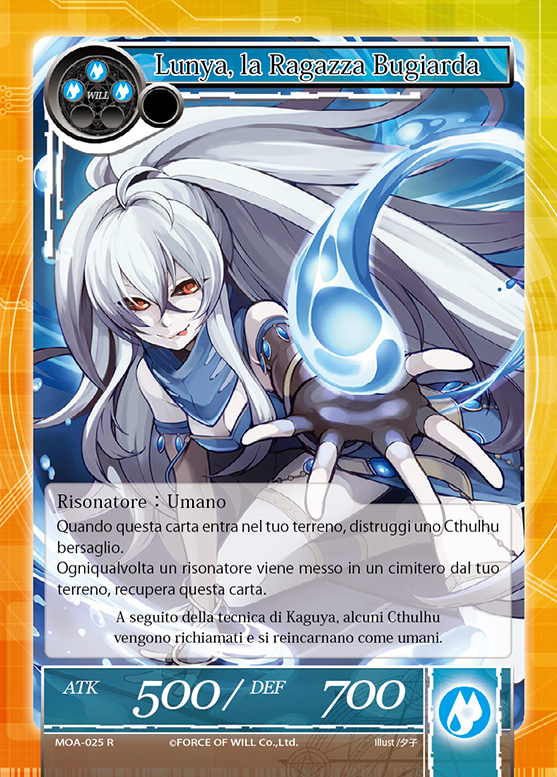 Lunya, la Ragazza Bugiarda
WILL
Risonatore : Umano
Quando questa carta entra nel tuo terreno, distruggi uno Cthulhu
bersaglio.
Ogniqualvolta un risonatore viene messo in un cimitero dal tuo
terreno, recupera questa carta.
A seguito della tecnica di Kaguya, alcuni Cthulhu
vengono richiamati e si reincarnano come umani.
ATK 500 / DEF 700
MOA-025 R ©FORCE OF WILL Co.,Ltd. Illust /夕子